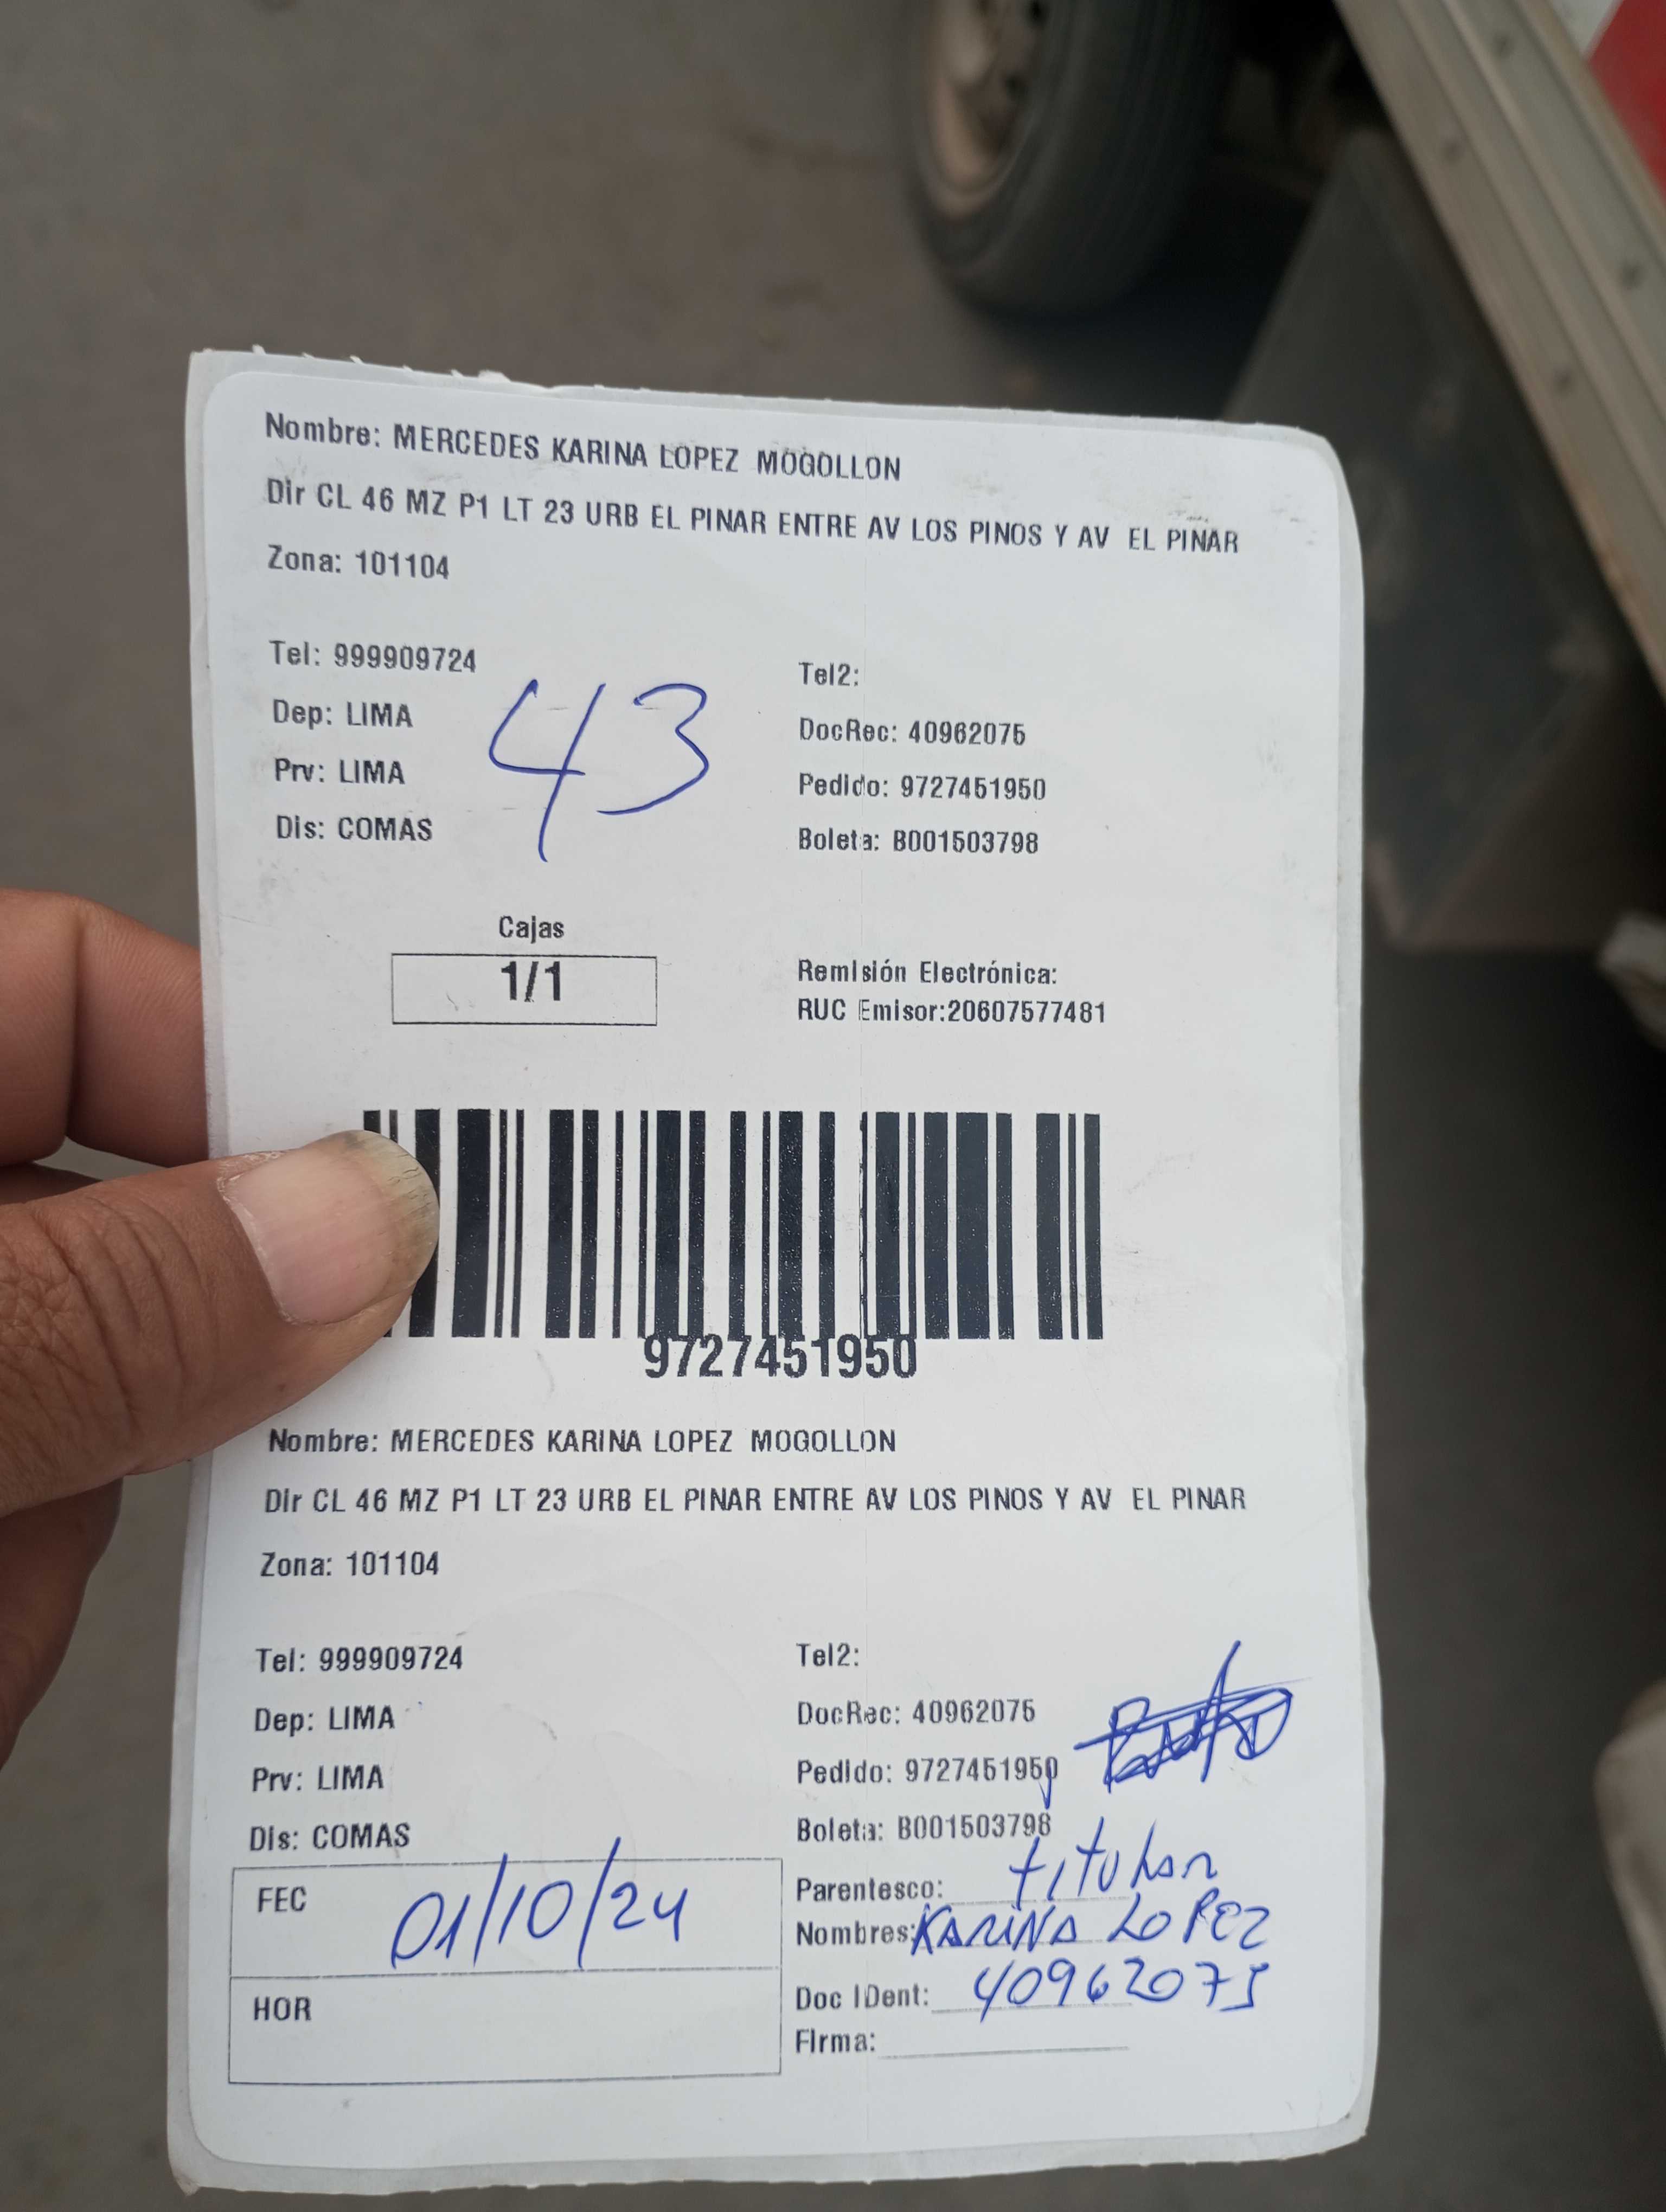 Nombre: MERCEDES KARINA LOPEZ MOGOLLON
Dir CL 46 MZ P1 LT 23 URB EL PINAR ENTRE AV LOS PINOS Y AV EL PINAR
Zona: 101104
Tel: 999909724
Tel2:
Dep: LIMA
DocRec: 40962075
Prv: LIMA
Pedido: 9727451950
Dis: COMAS
Boleta: B001503798
43
Cajas
1/1
Remisión Electrónica:
RUC Emisor:20607577481
9727451950
Nombre: MERCEDES KARINA LOPEZ MOGOLLON
Dir CL 46 MZ P1 LT 23 URB EL PINAR ENTRE AV LOS PINOS Y AV EL PINAR
Zona: 101104
Tel: 999909724
Tel2:
Dep: LIMA
DocRec: 40962075
Prv: LIMA
Pedido: 9727451950
Dis: COMAS
Boleta: B001503798
FEC 01/10/24
Parentesco: titular
Nombres: KARINA LOPEZ
HOR
Doc IDent: 40962075
Firma: